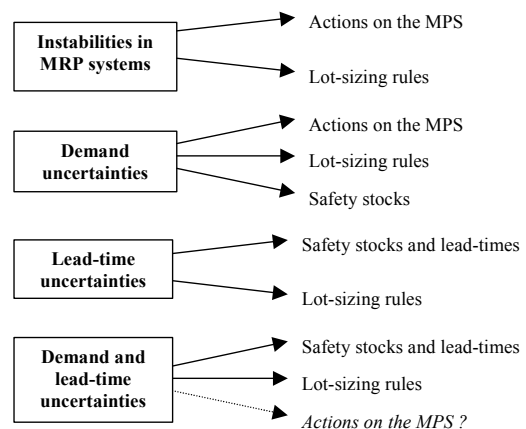 Instabilities in
MRP systems
Actions on the MPS
Lot-sizing rules
Demand
uncertainties
Actions on the MPS
Lot-sizing rules
Safety stocks
Lead-time
uncertainties
Safety stocks and lead-times
Lot-sizing rules
Demand and
lead-time
uncertainties
Safety stocks and lead-times
Lot-sizing rules
Actions on the MPS ?